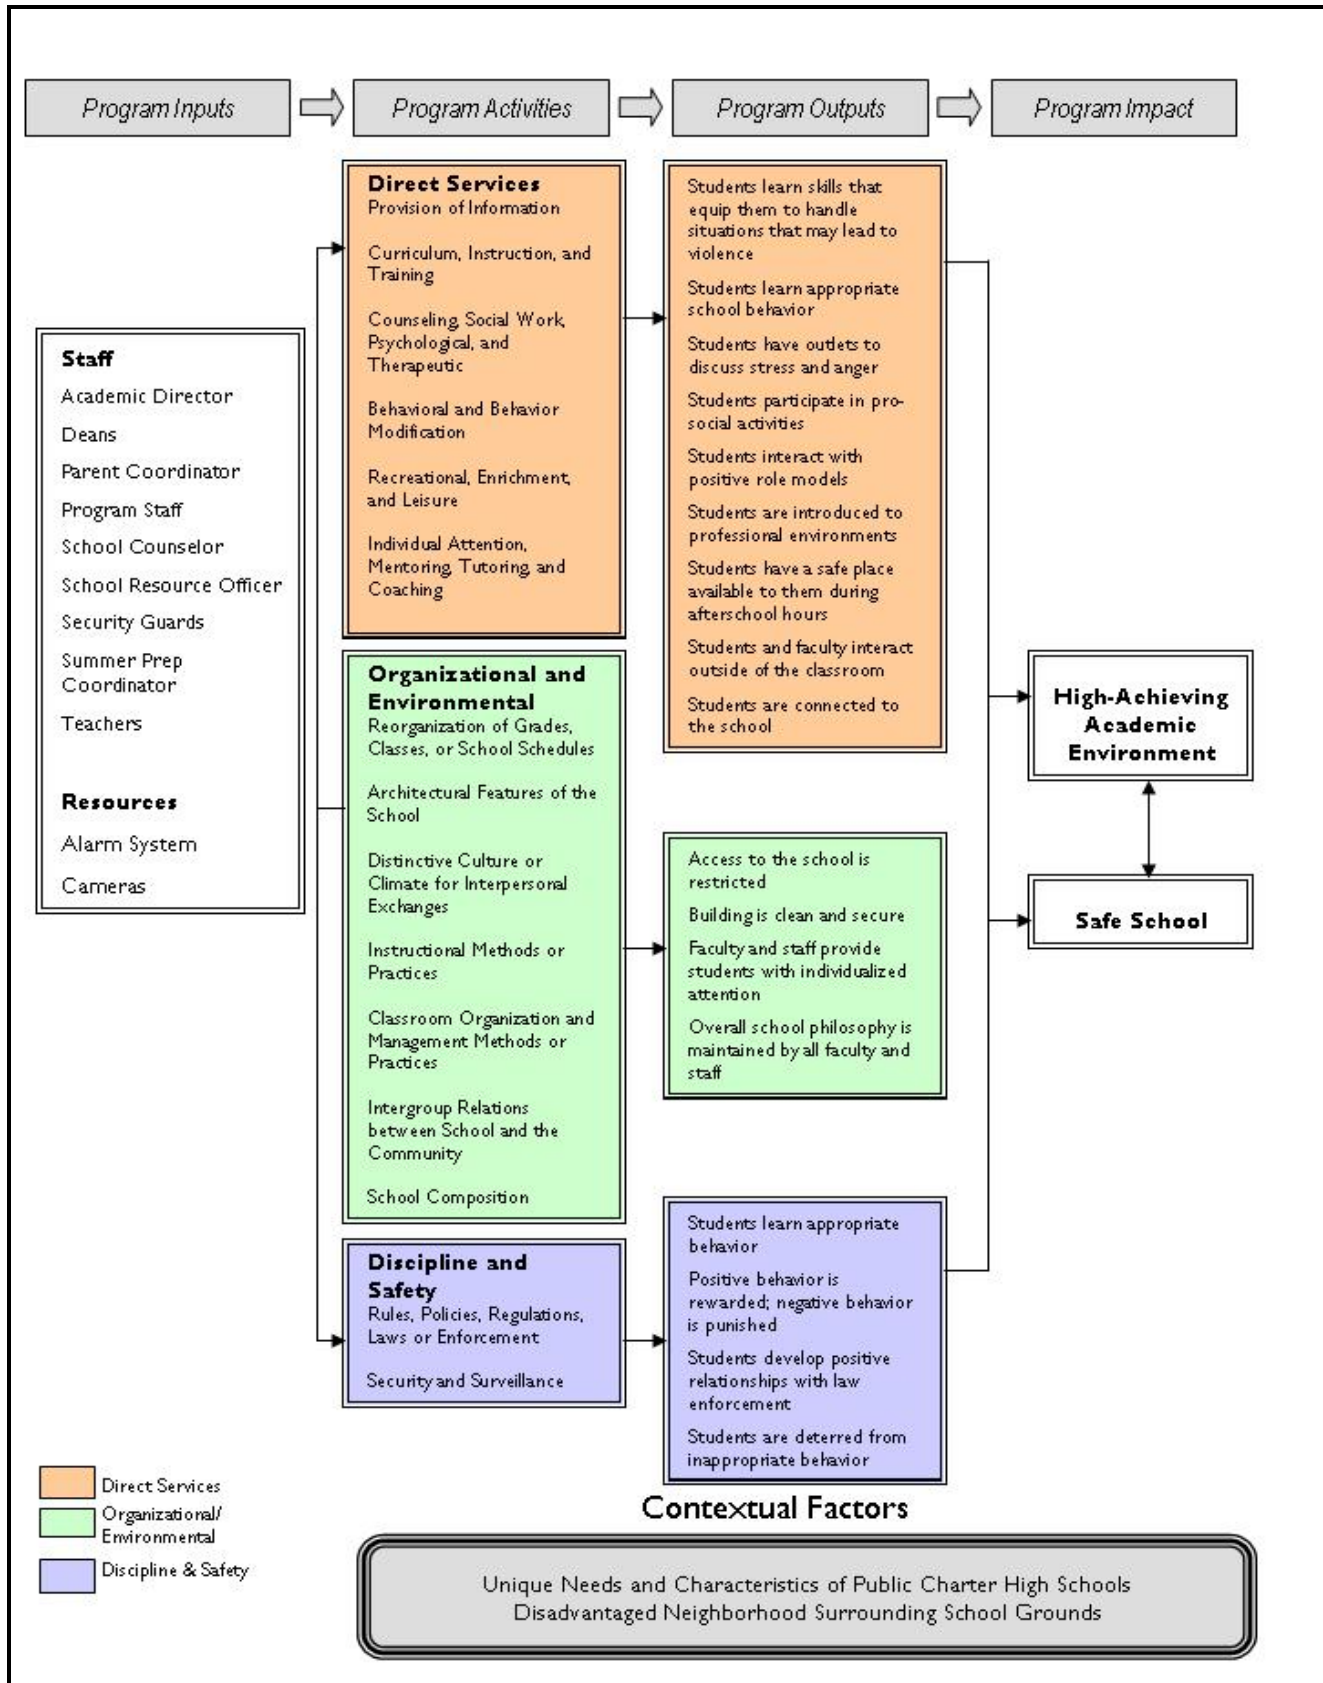 Program Inputs
Program Activities
Program Outputs
Program Impact
Staff
Academic Director
Deans
Parent Coordinator
Program Staff
School Counselor
School Resource Officer
Security Guards
Summer Prep
Coordinator
Teachers
Resources
Alarm System
Cameras
Direct Services
Provision of Information
Curriculum, Instruction, and
Training
Counseling, Social Work,
Psychological, and
Therapeutic
Behavioral and Behavior
Modification
Recreational, Enrichment,
and Leisure
Individual Attention,
Mentoring, Tutoring, and
Coaching
Organizational and
Environmental
Reorganization of Grades,
Classes, or School Schedules
Architectural Features of the
School
Distinctive Culture or
Climate for Interpersonal
Exchanges
Instructional Methods or
Practices
Classroom Organization and
Management Methods or
Practices
Intergroup Relations
between School and the
Community
School Composition
Discipline and
Safety
Rules, Policies, Regulations,
Laws or Enforcement
Security and Surveillance
Students learn skills that
equip them to handle
situations that may lead to
violence
Students learn appropriate
school behavior
Students have outlets to
discuss stress and anger
Students participate in pro-
social activities
Students interact with
positive role models
Students are introduced to
professional environments
Students have a safe place
available to them during
afterschool hours
Students and faculty interact
outside of the classroom
Students are connected to
the school
Access to the school is
restricted
Building is clean and secure
Faculty and staff provide
students with individualized
attention
Overall school philosophy is
maintained by all faculty and
staff
Students learn appropriate
behavior
Positive behavior is
rewarded; negative behavior
is punished
Students develop positive
relationships with law
enforcement
Students are deterred from
inappropriate behavior
High-Achieving
Academic
Environment
Safe School
Direct Services
Organizational/
Environmental
Discipline & Safety
Contextual Factors
Unique Needs and Characteristics of Public Charter High Schools
Disadvantaged Neighborhood Surrounding School Grounds